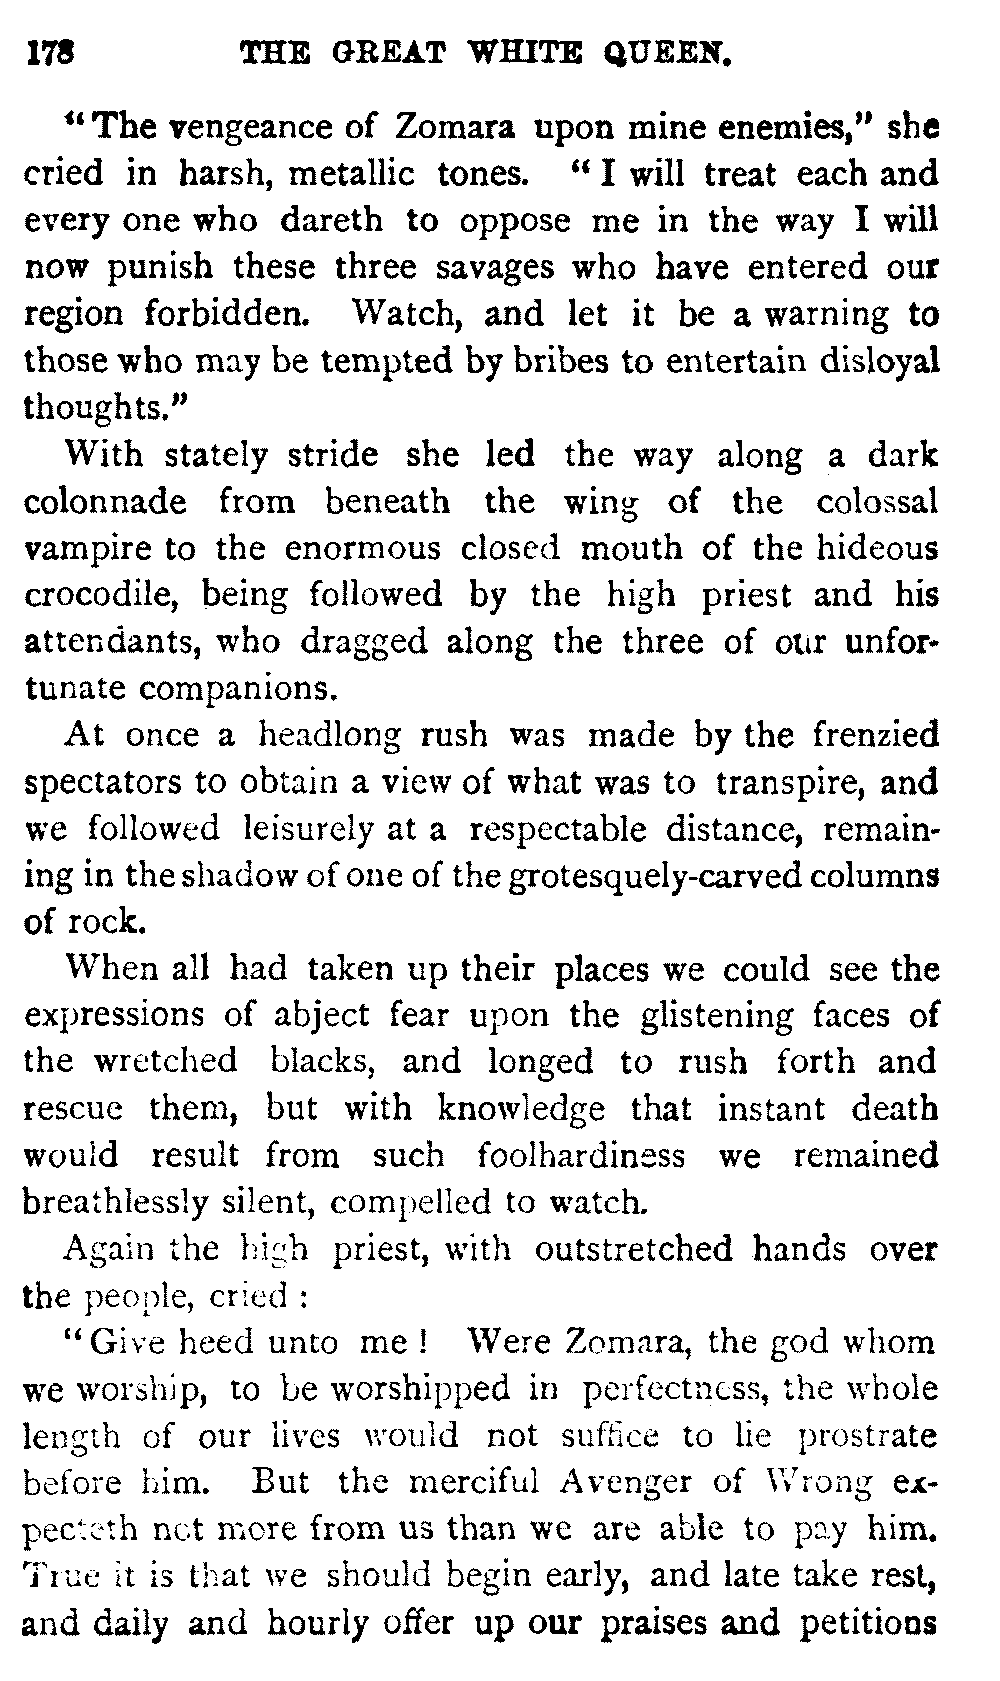 178 THE GREAT WHITE QUEEN.
“The vengeance of Zomara upon mine enemies,” she
cried in harsh, metallic tones. “I will treat each and
every one who dareth to oppose me in the way I will
now punish these three savages who have entered our
region forbidden. Watch, and let it be a warning to
those who may be tempted by bribes to entertain disloyal
thoughts.”
With stately stride she led the way along a dark
colonnade from beneath the wing of the colossal
vampire to the enormous closed mouth of the hideous
crocodile, being followed by the high priest and his
attendants, who dragged along the three of our unfor-
tunate companions.
At once a headlong rush was made by the frenzied
spectators to obtain a view of what was to transpire, and
we followed leisurely at a respectable distance, remain-
ing in the shadow of one of the grotesquely-carved columns
of rock.
When all had taken up their places we could see the
expressions of abject fear upon the glistening faces of
the wretched blacks, and longed to rush forth and
rescue them, but with knowledge that instant death
would result from such foolhardiness we remained
breathlessly silent, compelled to watch.
Again the high priest, with outstretched hands over
the people, cried :
“Give heed unto me ! Were Zomara, the god whom
we worship, to be worshipped in perfectness, the whole
length of our lives would not suffice to lie prostrate
before him. But the merciful Avenger of Wrong ex-
pecteth not more from us than we are able to pay him.
True it is that we should begin early, and late take rest,
and daily and hourly offer up our praises and petitions